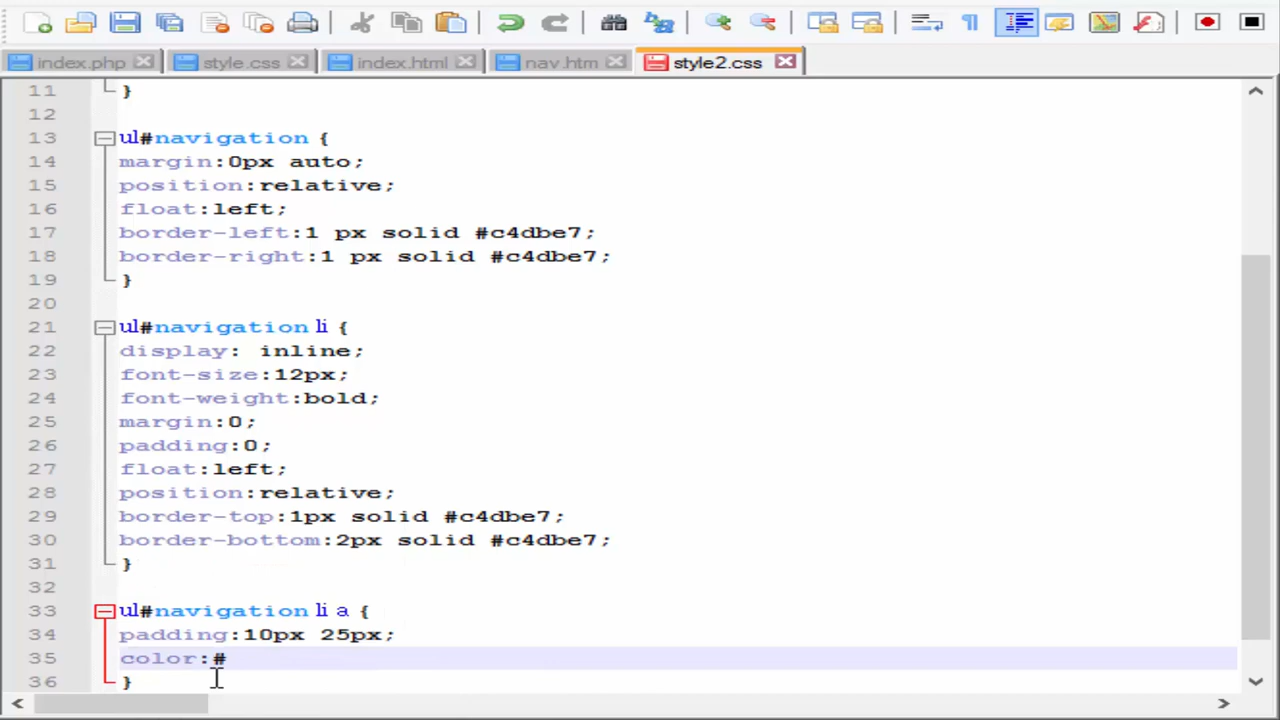 index.php style.css index.html nav.htm style2.css
11 }
12
13 ul#navigation {
14 margin:0px auto;
15 position:relative;
16 float:left;
17 border-left:1 px solid #c4dbe7;
18 border-right:1 px solid #c4dbe7;
19 }
20
21 ul#navigation li {
22 display: inline;
23 font-size:12px;
24 font-weight:bold;
25 margin:0;
26 padding:0;
27 float:left;
28 position:relative;
29 border-top:1px solid #c4dbe7;
30 border-bottom:2px solid #c4dbe7;
31 }
32
33 ul#navigation li a {
34 padding:10px 25px;
35 color:#
36 }